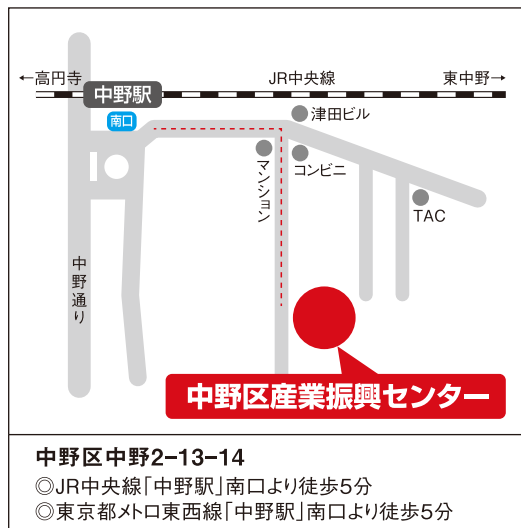 ←高円寺
JR中央線
東中野→
中野駅
南口
津田ビル
コンビニ
マンション
TAC
中野通り
中野区産業振興センター
中野区中野2-13-14
◎JR中央線「中野駅」南口より徒歩5分
◎東京都メトロ東西線「中野駅」南口より徒歩5分